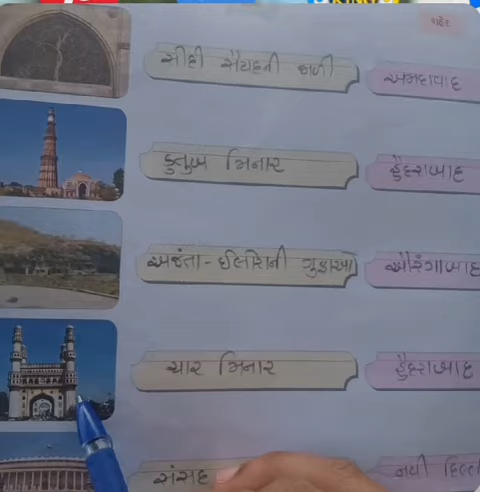 શહેર
સીદી સૈયદની જાળી અમદાવાદ
કુતુબ મિનાર હૈદરાબાદ
અજંતા-ઈલોરાની ગુફાઓ ઔરંગાબાદ
ચાર મિનાર હૈદરાબાદ
સંસદ નવી દિલ્લી